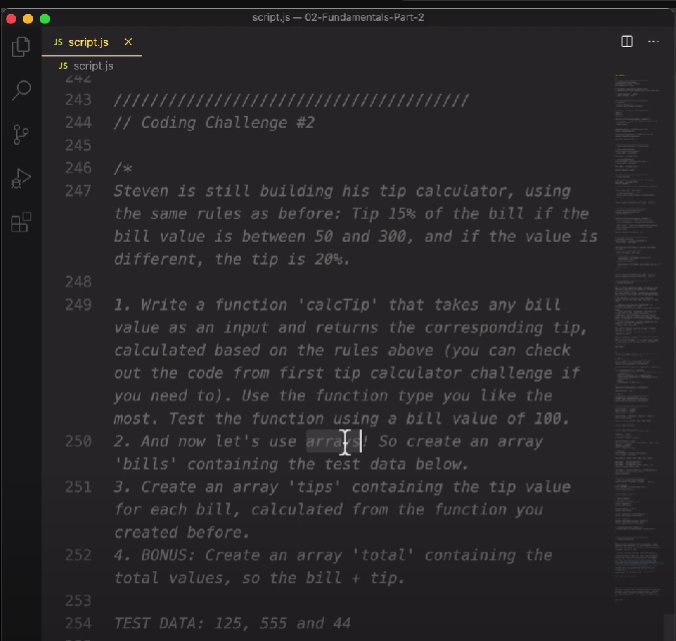 script.js — 02-Fundamentals-Part-2
JS script.js ×
JS script.js
242
243 ///////////////////////////////////////
244 // Coding Challenge #2
245
246 /*
247 Steven is still building his tip calculator, using
the same rules as before: Tip 15% of the bill if the
bill value is between 50 and 300, and if the value is
different, the tip is 20%.
248
249 1. Write a function 'calcTip' that takes any bill
value as an input and returns the corresponding tip,
calculated based on the rules above (you can check
out the code from first tip calculator challenge if
you need to). Use the function type you like the
most. Test the function using a bill value of 100.
250 2. And now let's use arrays! So create an array
'bills' containing the test data below.
251 3. Create an array 'tips' containing the tip value
for each bill, calculated from the function you
created before.
252 4. BONUS: Create an array 'total' containing the
total values, so the bill + tip.
253
254 TEST DATA: 125, 555 and 44